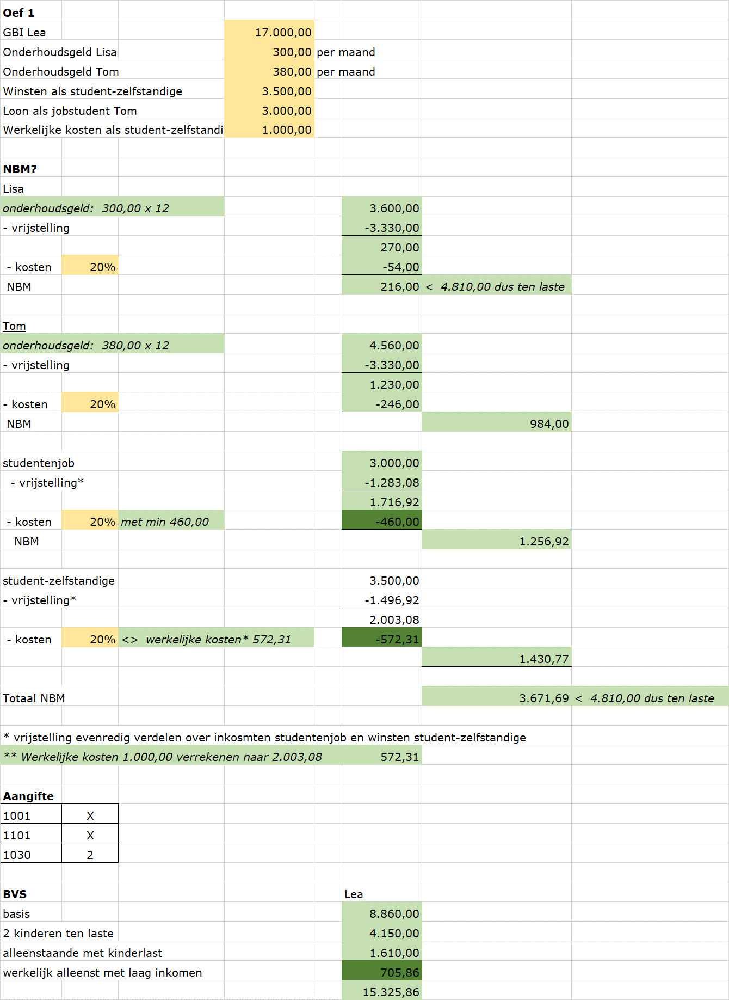 Oef 1
GBI Lea 17.000,00
Onderhoudsgeld Lisa 300,00 per maand
Onderhoudsgeld Tom 380,00 per maand
Winsten als student-zelfstandige 3.500,00
Loon als jobstudent Tom 3.000,00
Werkelijke kosten als student-zelfstandi 1.000,00
NBM?
Lisa
onderhoudsgeld: 300,00 x 12 3.600,00
- vrijstelling -3.330,00
270,00
- kosten 20% -54,00
NBM 216,00 < 4.810,00 dus ten laste
Tom
onderhoudsgeld: 380,00 x 12 4.560,00
- vrijstelling -3.330,00
1.230,00
- kosten 20% -246,00
NBM 984,00
studentenjob 3.000,00
- vrijstelling* -1.283,08
1.716,92
- kosten 20% met min 460,00 -460,00
NBM 1.256,92
student-zelfstandige 3.500,00
- vrijstelling* -1.496,92
2.003,08
- kosten 20% <> werkelijke kosten* 572,31 -572,31
1.430,77
Totaal NBM 3.671,69 < 4.810,00 dus ten laste
* vrijstelling evenredig verdelen over inkosmten studentenjob en winsten student-zelfstandige
** Werkelijke kosten 1.000,00 verrekenen naar 2.003,08 572,31
Aangifte
1001 X
1101 X
1030 2
BVS Lea
basis 8.860,00
2 kinderen ten laste 4.150,00
alleenstaande met kinderlast 1.610,00
werkelijk alleenst met laag inkomen 705,86
15.325,86